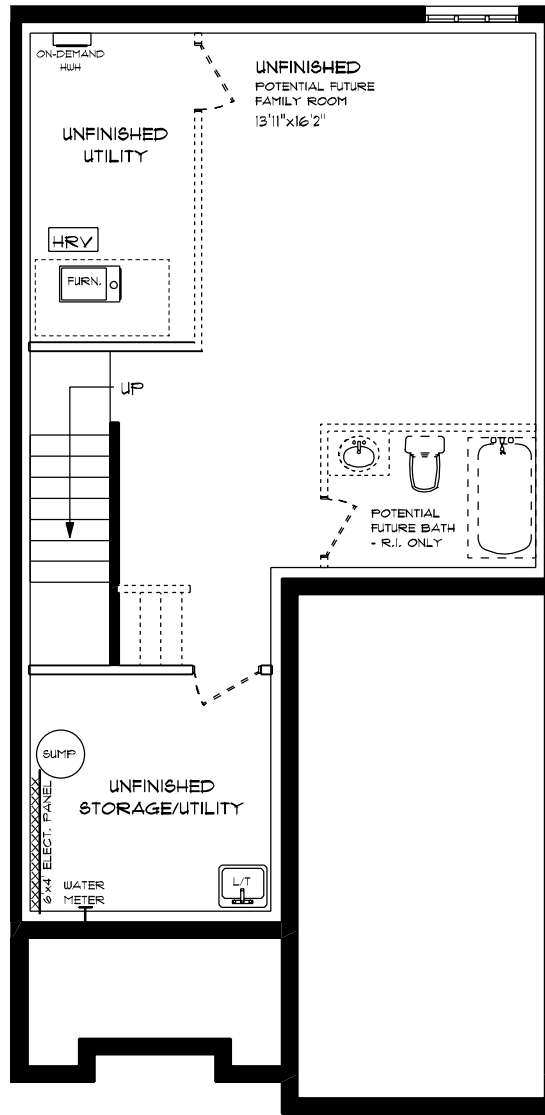 ON-DEMAND
HWH
UNFINISHED
POTENTIAL FUTURE
FAMILY ROOM
13'11"x16'2"
UNFINISHED
UTILITY
HRV
FURN.
UP
POTENTIAL
FUTURE BATH
- R.I. ONLY
SUMP
UNFINISHED
STORAGE/UTILITY
6'x4' ELECT. PANEL
WATER
METER
L/T